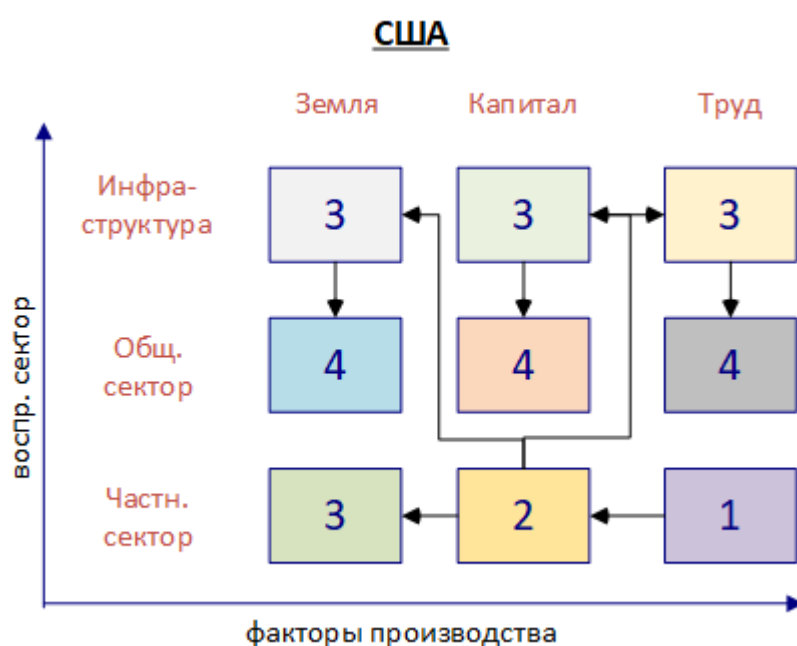 США
Земля Капитал Труд
Инфра-
структура
3 3 3
Общ.
сектор
4 4 4
Частн.
сектор
3 2 1
воспр. сектор
факторы производства